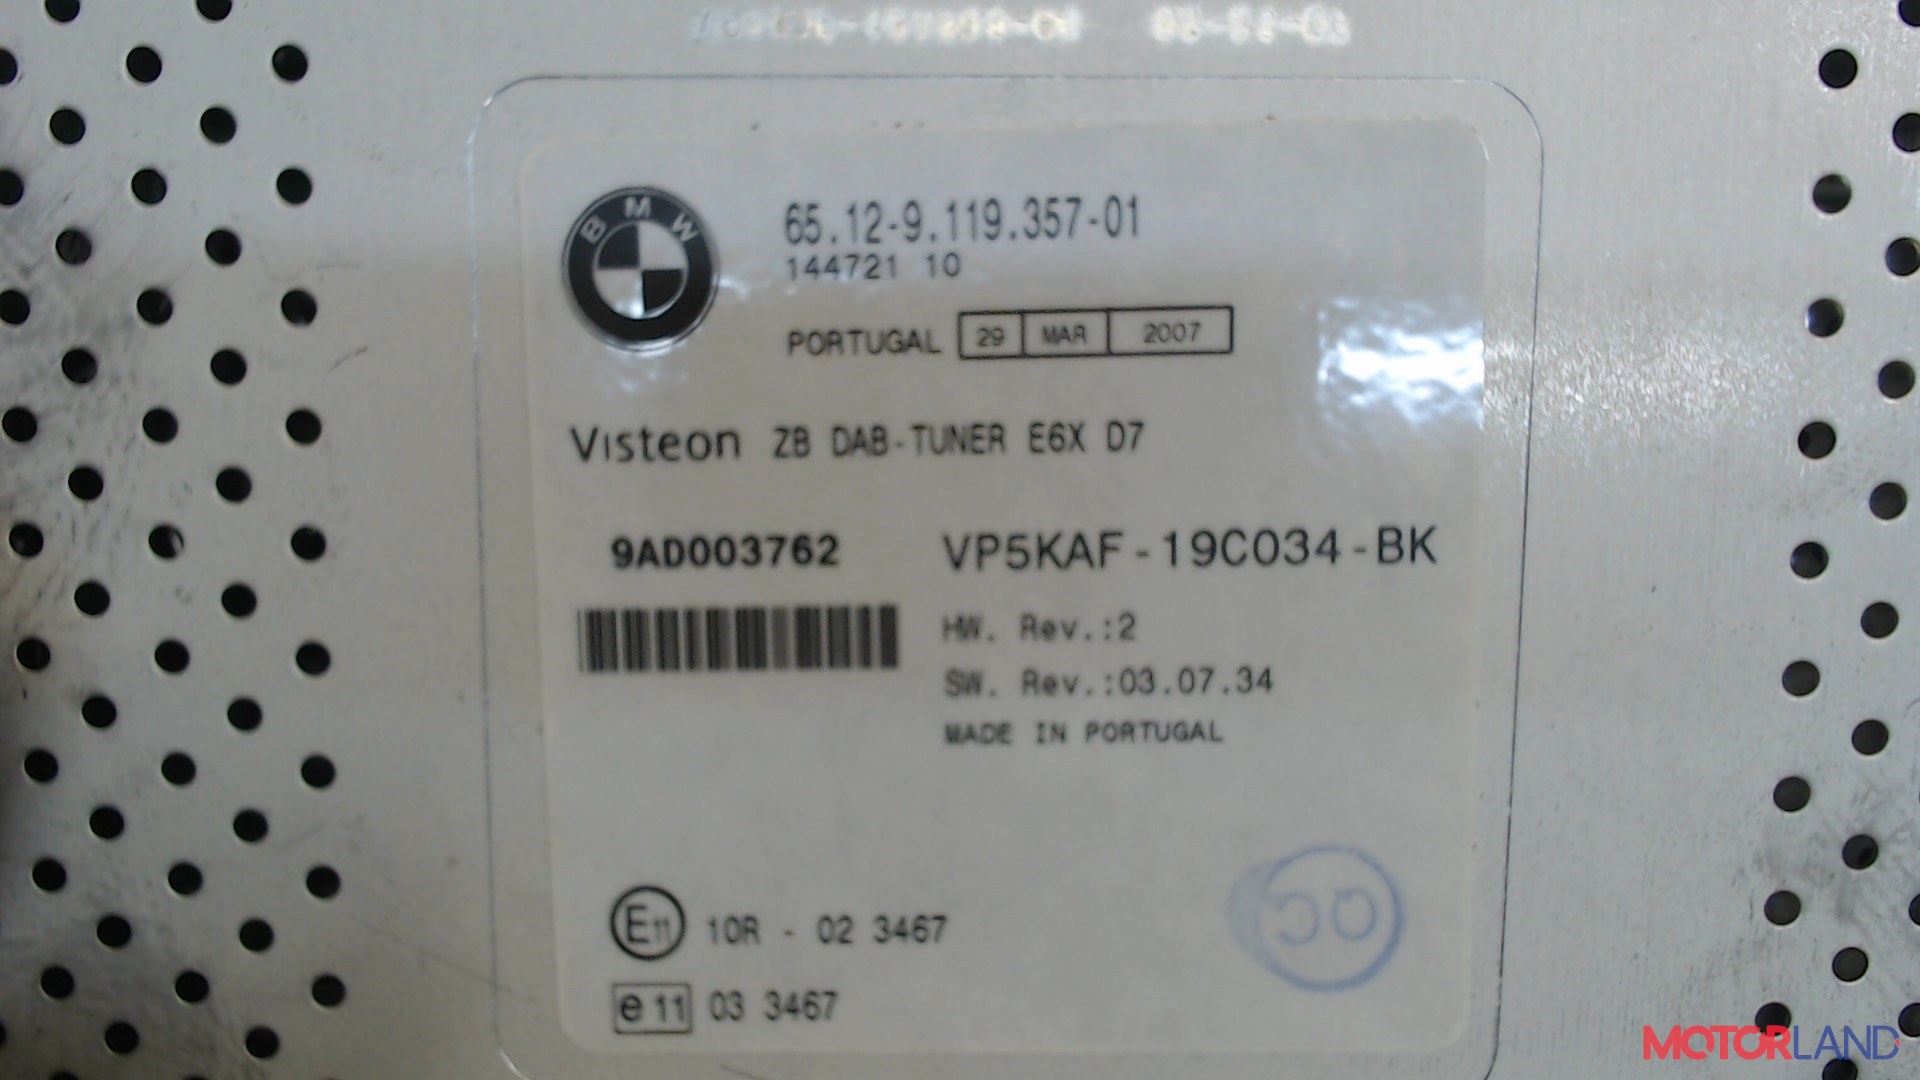 BMW
65.12-9.119.357-01
144721 10
PORTUGAL 29 MAR 2007
Visteon ZB DAB-TUNER E6X D7
9AD003762 VP5KAF-19C034-BK
HW. Rev.:2
SW. Rev.:03.07.34
MADE IN PORTUGAL
E11 10R - 02 3467
e11 03 3467
MOTORLAND